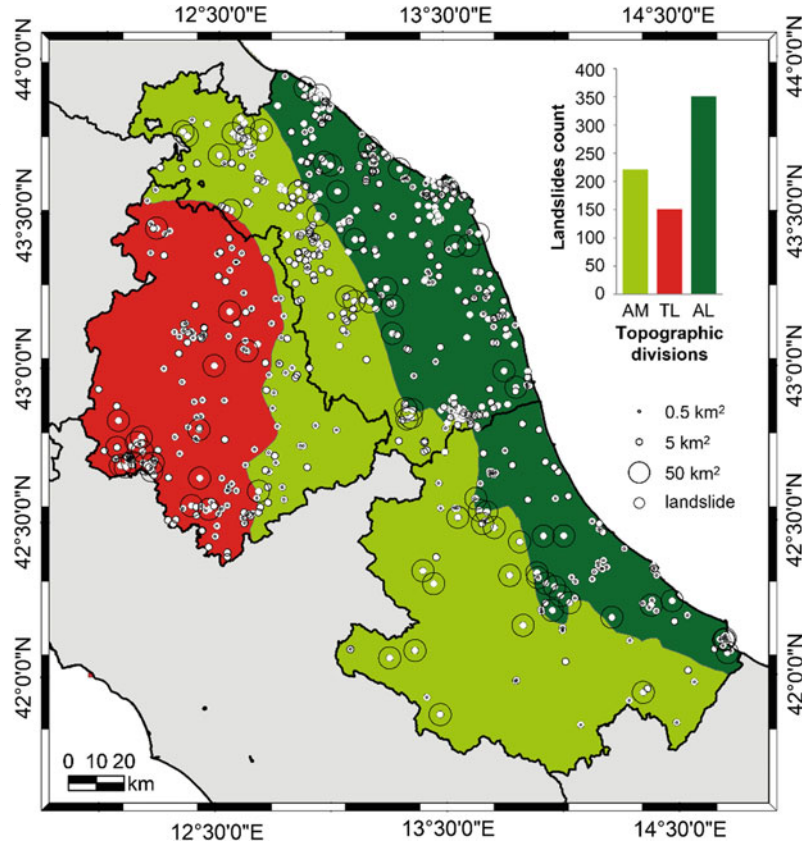 12°30'0"E 13°30'0"E 14°30'0"E
44°0'0"N
43°30'0"N
43°0'0"N
42°30'0"N
42°0'0"N
44°0'0"N
43°30'0"N
43°0'0"N
42°30'0"N
42°0'0"N
Landslides count
400
350
300
250
200
150
100
50
0
AM TL AL
Topographic
divisions
0.5 km²
5 km²
50 km²
landslide
0 10 20
km
12°30'0"E 13°30'0"E 14°30'0"E